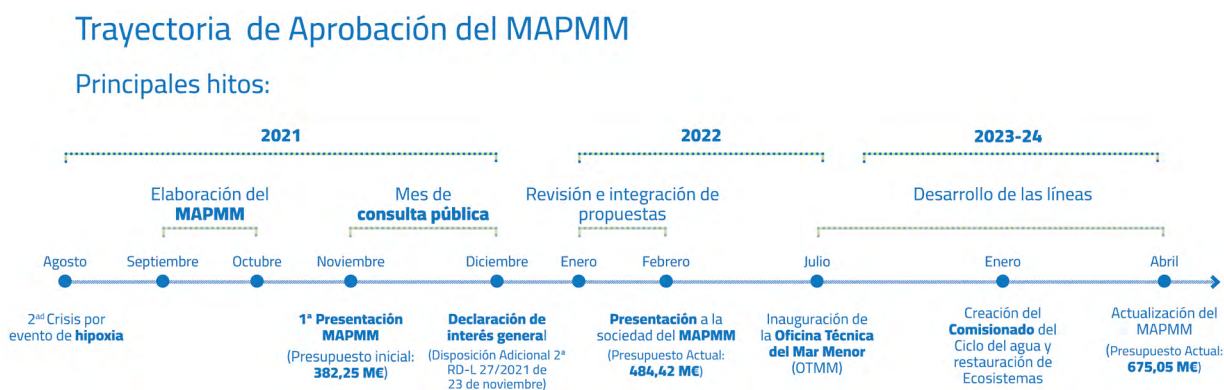 Trayectoria de Aprobación del MAPMM
Principales hitos:
2021
2022
2023-24
Elaboración del
MAPMM
Mes de
consulta pública
Revisión e integración de
propuestas
Desarrollo de las líneas
Agosto
Septiembre
Octubre
Noviembre
Diciembre
Enero
Febrero
Julio
Enero
Abril
2ªd Crisis por
evento de hipoxia
1ª Presentación
MAPMM
(Presupuesto inicial:
382,25 M€)
Declaración de
interés general
(Disposición Adicional 2ª
RD-L 27/2021 de
23 de noviembre)
Presentación a la
sociedad del MAPMM
(Presupuesto Actual:
484,42 M€)
Inauguración de
la Oficina Técnica
del Mar Menor
(OTMM)
Creación del
Comisionado del
Ciclo del agua y
restauración de
Ecosistemas
Actualización del
MAPMM
(Presupuesto Actual:
675,05 M€)